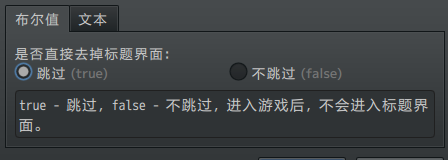 布尔值 文本
是否直接去掉标题界面:
跳过 (true) 不跳过 (false)
true - 跳过, false - 不跳过, 进入游戏后, 不会进入标题界
面。